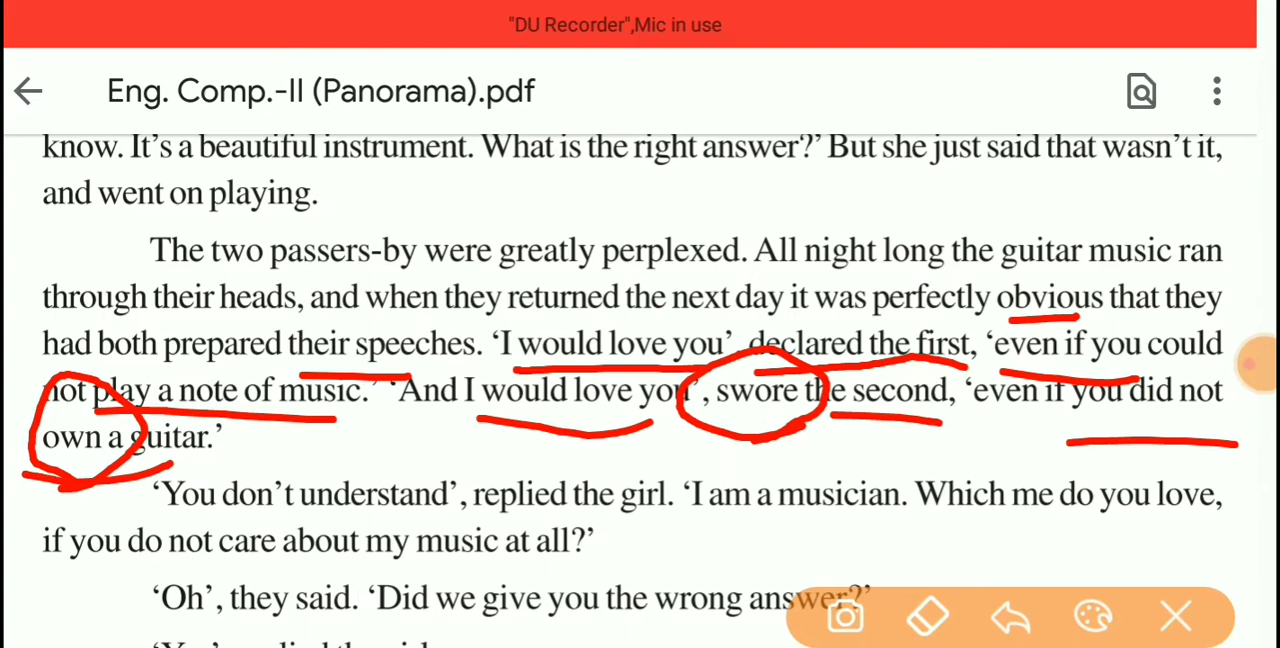 "DU Recorder",Mic in use
Eng. Comp.-II (Panorama).pdf
know. It's a beautiful instrument. What is the right answer?' But she just said that wasn't it,
and went on playing.
The two passers-by were greatly perplexed. All night long the guitar music ran
through their heads, and when they returned the next day it was perfectly obvious that they
had both prepared their speeches. 'I would love you' declared the first, 'even if you could
not play a note of music.' 'And I would love you', swore the second, 'even if you did not
own a guitar.'
'You don't understand', replied the girl. 'I am a musician. Which me do you love,
if you do not care about my music at all?'
'Oh', they said. 'Did we give you the wrong answer?'